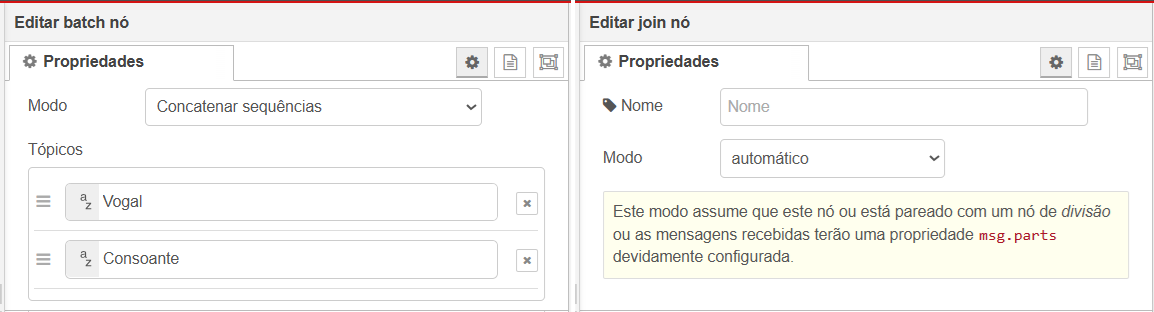 Editar batch nó
Propriedades
Modo
Concatenar sequências
Tópicos
az Vogal
az Consoante
Editar join nó
Propriedades
Nome
Nome
Modo
automático
Este modo assume que este nó ou está pareado com um nó de divisão
ou as mensagens recebidas terão uma propriedade msg.parts
devidamente configurada.